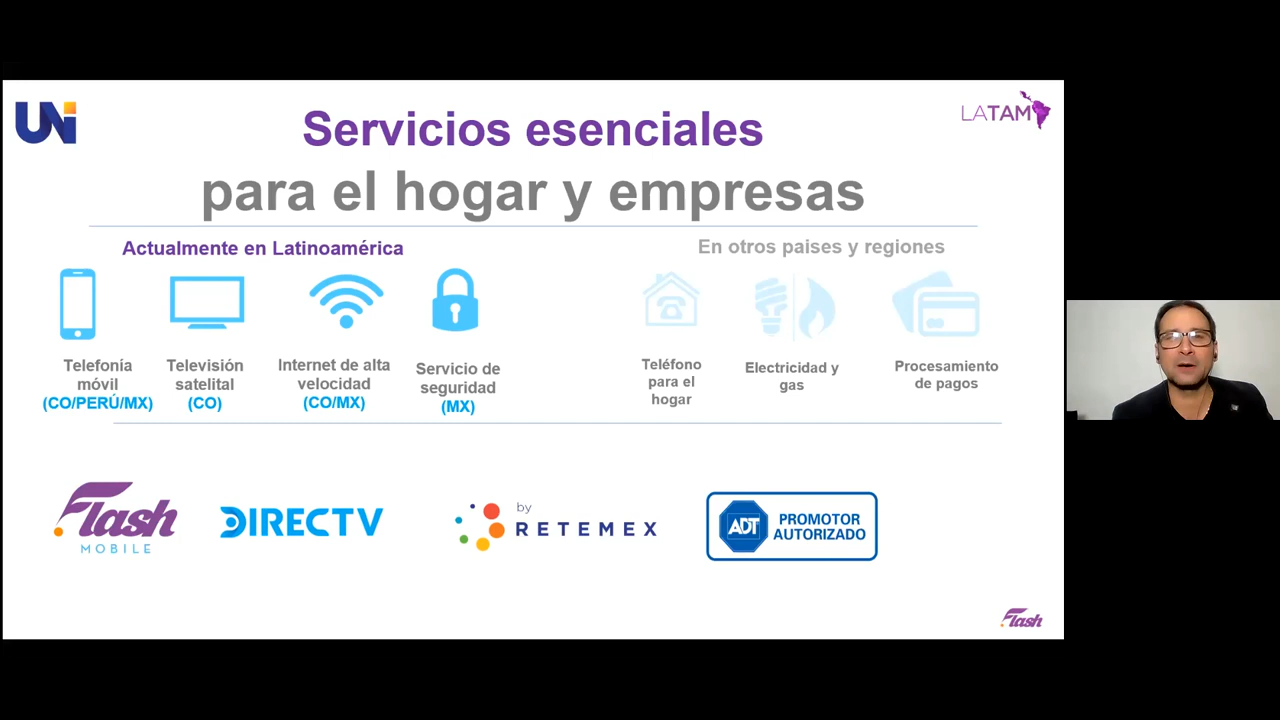 UNi
LATAM
Servicios esenciales
para el hogar y empresas
Actualmente en Latinoamérica
En otros paises y regiones
Telefonía
móvil
(CO/PERÚ/MX)
Televisión
satelital
(CO)
Internet de alta
velocidad
(CO/MX)
Servicio de
seguridad
(MX)
Teléfono
para el
hogar
Electricidad y
gas
Procesamiento
de pagos
Flash
MOBILE
DIRECTV
by
RETEMEX
ADT
PROMOTOR
AUTORIZADO
Flash